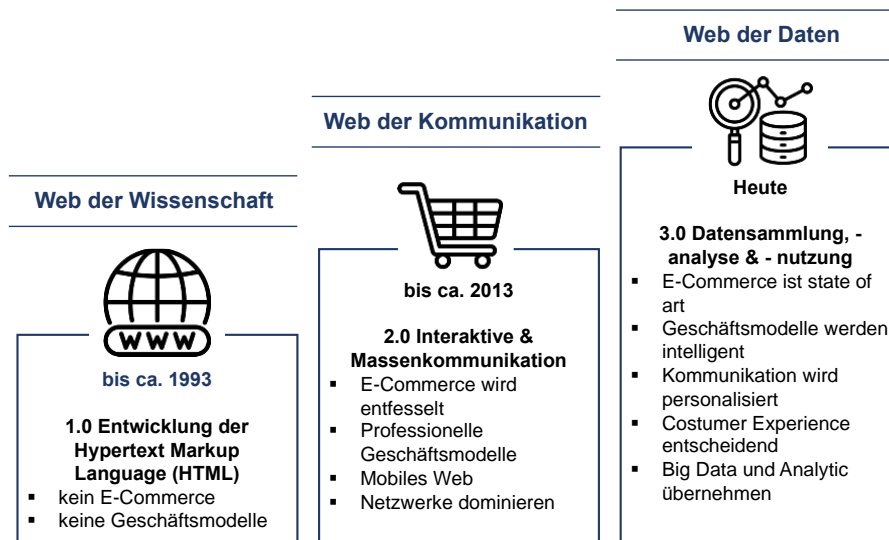 Web der Wissenschaft
WWW
bis ca. 1993
1.0 Entwicklung der
Hypertext Markup
Language (HTML)
▪ kein E-Commerce
▪ keine Geschäftsmodelle
Web der Kommunikation
bis ca. 2013
2.0 Interaktive &
Massenkommunikation
▪ E-Commerce wird
entfesselt
▪ Professionelle
Geschäftsmodelle
▪ Mobiles Web
▪ Netzwerke dominieren
Web der Daten
Heute
3.0 Datensammlung, -
analyse & - nutzung
▪ E-Commerce ist state of
art
▪ Geschäftsmodelle werden
intelligent
▪ Kommunikation wird
personalisiert
▪ Costumer Experience
entscheidend
▪ Big Data und Analytic
übernehmen